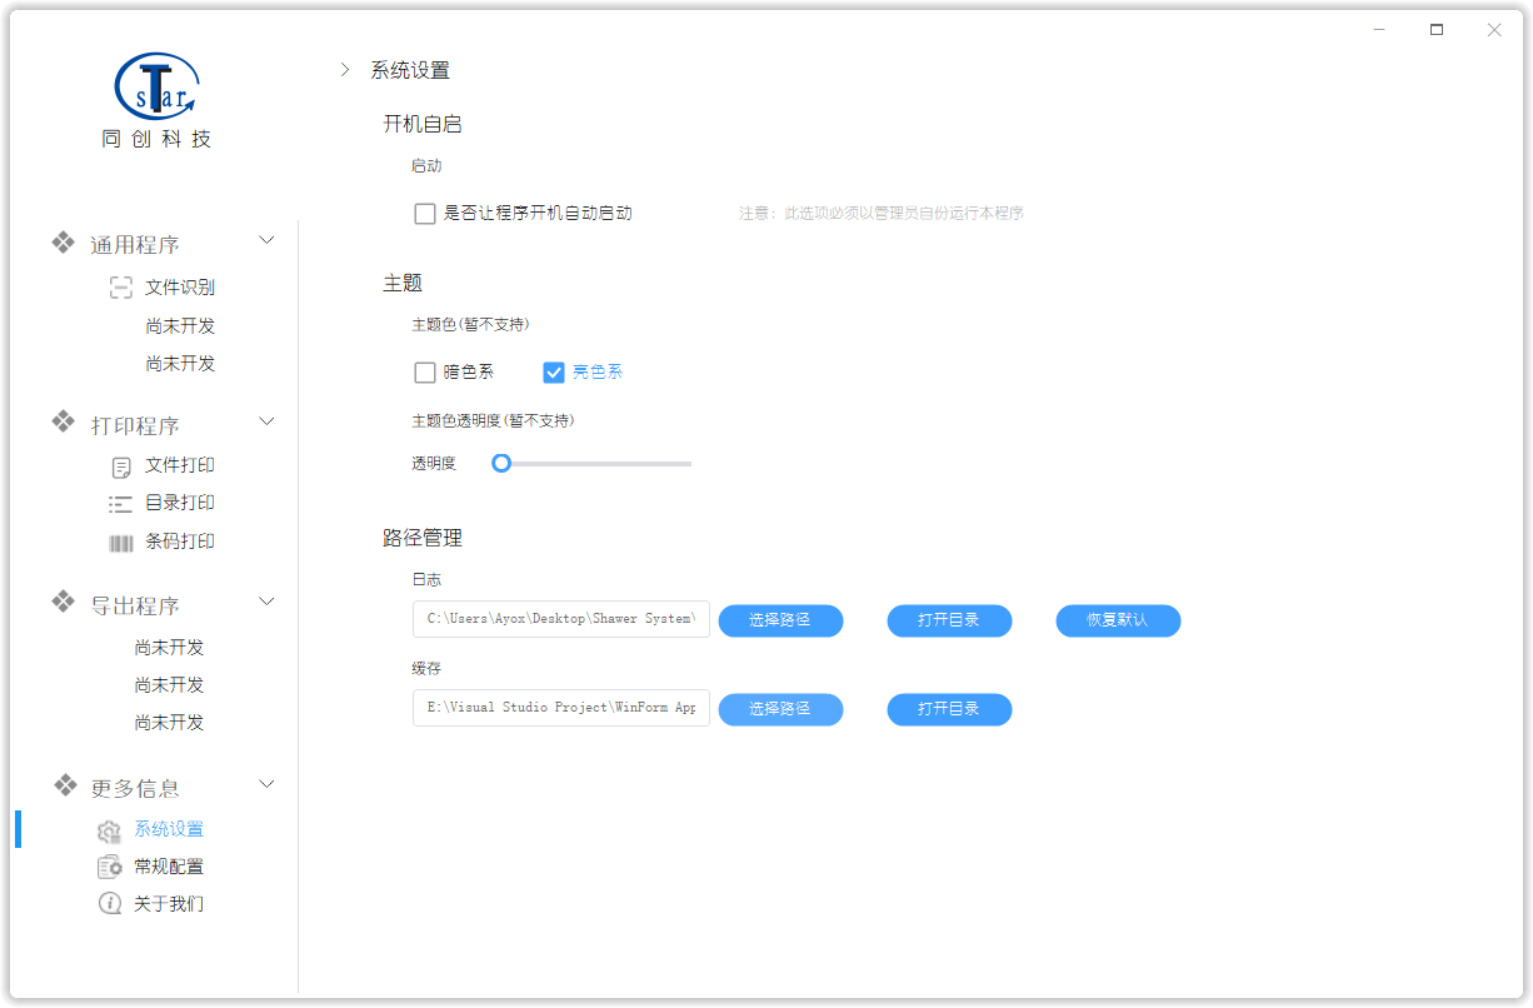 sTar
同创科技
通用程序
文件识别
尚未开发
尚未开发
打印程序
文件打印
目录打印
条码打印
导出程序
尚未开发
尚未开发
尚未开发
更多信息
系统设置
常规配置
关于我们
系统设置
开机自启
启动
是否让程序开机自动启动 注意：此选项必须以管理员自份运行本程序
主题
主题色(暂不支持)
暗色系 亮色系
主题色透明度(暂不支持)
透明度
路径管理
日志
C:\Users\Ayox\Desktop\Shawer System\ 选择路径 打开目录 恢复默认
缓存
E:\Visual Studio Project\WinForm App 选择路径 打开目录